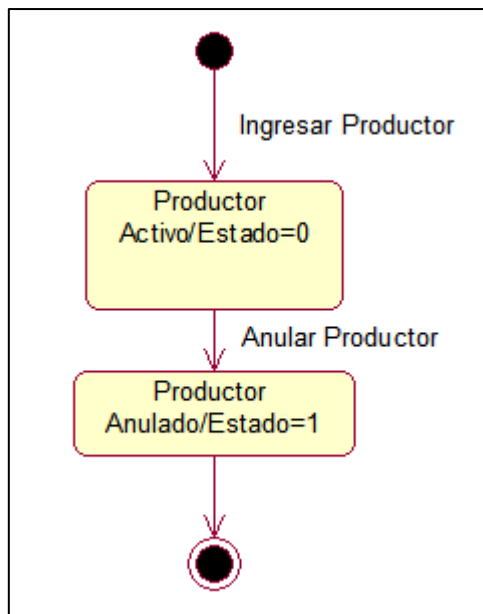 Ingresar Productor
Productor
Activo/Estado=0
Anular Productor
Productor
Anulado/Estado=1